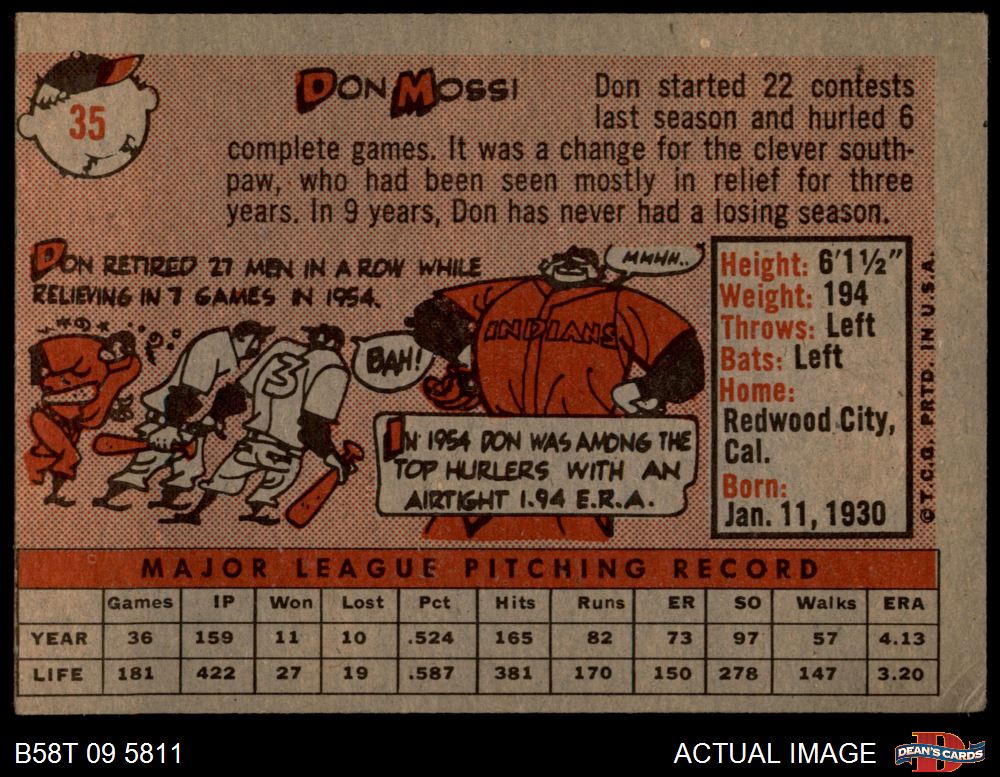 35
DON MOSSI
Don started 22 contests
last season and hurled 6
complete games. It was a change for the clever south-
paw, who had been seen mostly in relief for three
years. In 9 years, Don has never had a losing season.
DON RETIRED 27 MEN IN A ROW WHILE
RELIEVING IN 7 GAMES IN 1954.
MMHH..
BAH!
INDIANS
3
IN 1954 DON WAS AMONG THE
TOP HURLERS WITH AN
AIRTIGHT 1.94 E.R.A.
Height: 6'1½"
Weight: 194
Throws: Left
Bats: Left
Home:
Redwood City,
Cal.
Born:
Jan. 11, 1930
© T.C.G. PRTD. IN U.S.A.
MAJOR LEAGUE PITCHING RECORD
Games IP Won Lost Pct Hits Runs ER SO Walks ERA
YEAR 36 159 11 10 .524 165 82 73 97 57 4.13
LIFE 181 422 27 19 .587 381 170 150 278 147 3.20
B58T 09 5811
ACTUAL IMAGE
DEAN'S CARDS